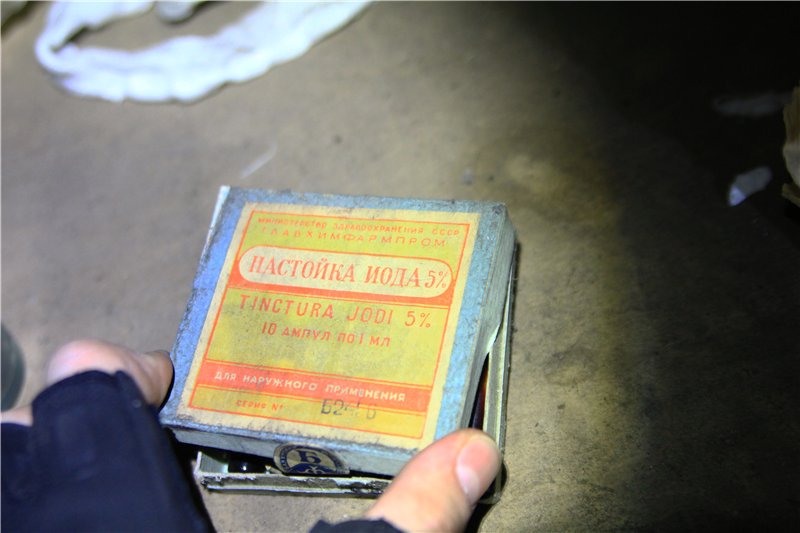 МИНИСТЕРСТВО ЗДРАВООХРАНЕНИЯ СССР
ГЛАВХИМФАРМПРОМ
НАСТОЙКА ИОДА 5%
TINCTURA JODI 5%
10 АМПУЛ ПО 1 МЛ
ДЛЯ НАРУЖНОГО ПРИМЕНЕНИЯ
СЕРИЯ №
Б